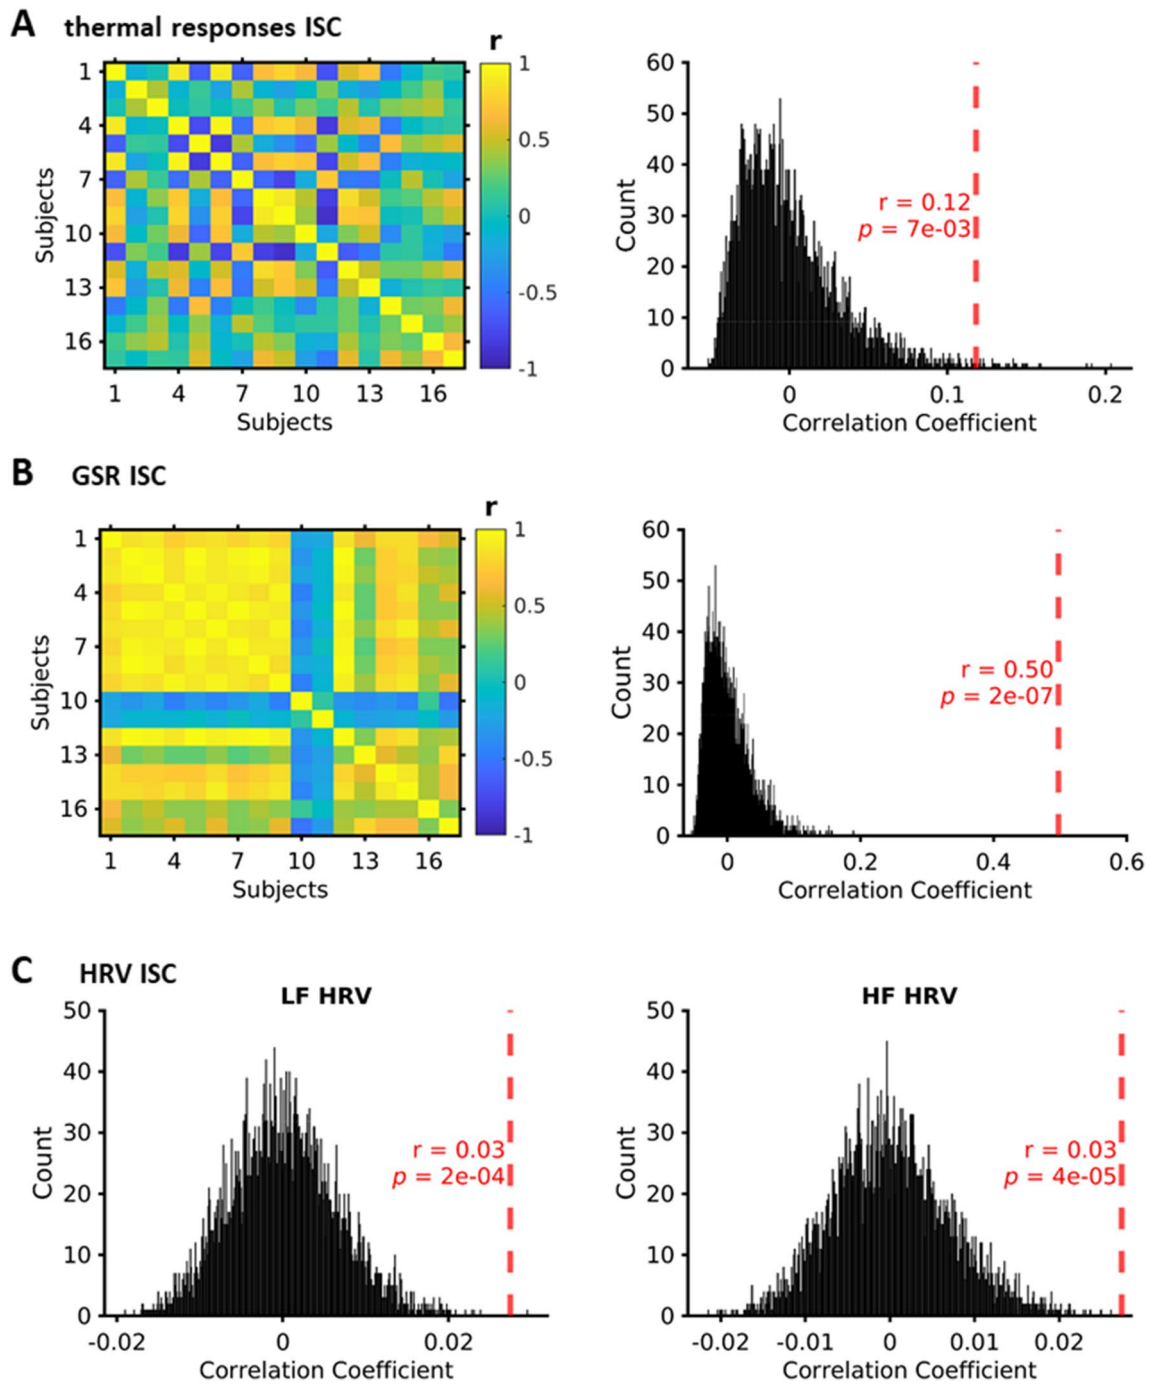 A thermal responses ISC
r
1
4
7
10
13
16
Subjects
1 4 7 10 13 16
Subjects
1
0.5
0
-0.5
-1
60
50
40
30
20
10
0
Count
r = 0.12
p = 7e-03
0 0.1 0.2
Correlation Coefficient
B GSR ISC
r
1
4
7
10
13
16
Subjects
1 4 7 10 13 16
Subjects
1
0.5
0
-0.5
-1
60
50
40
30
20
10
0
Count
r = 0.50
p = 2e-07
0 0.2 0.4 0.6
Correlation Coefficient
C HRV ISC
LF HRV
50
40
30
20
10
0
Count
r = 0.03
p = 2e-04
-0.02 0 0.02
Correlation Coefficient
HF HRV
50
40
30
20
10
0
Count
r = 0.03
p = 4e-05
-0.02 -0.01 0 0.01 0.02
Correlation Coefficient